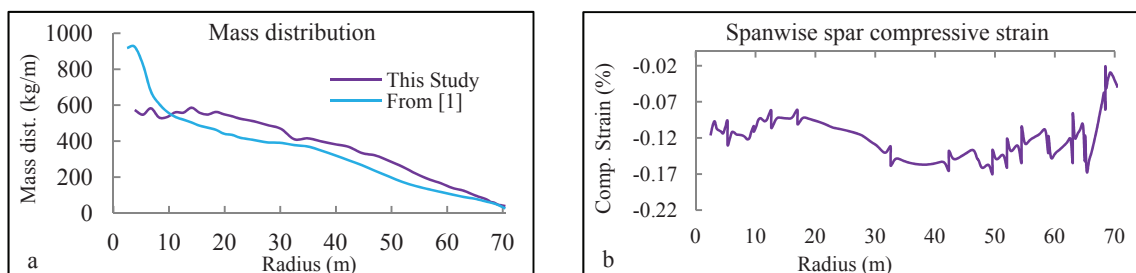 Mass distribution
1000
800
600
400
200
0
Mass dist. (kg/m)
This Study
From [1]
0 10 20 30 40 50 60 70
Radius (m)
a
Spanwise spar compressive strain
-0.02
-0.07
-0.12
-0.17
-0.22
Comp. Strain (%)
0 10 20 30 40 50 60 70
Radius (m)
b